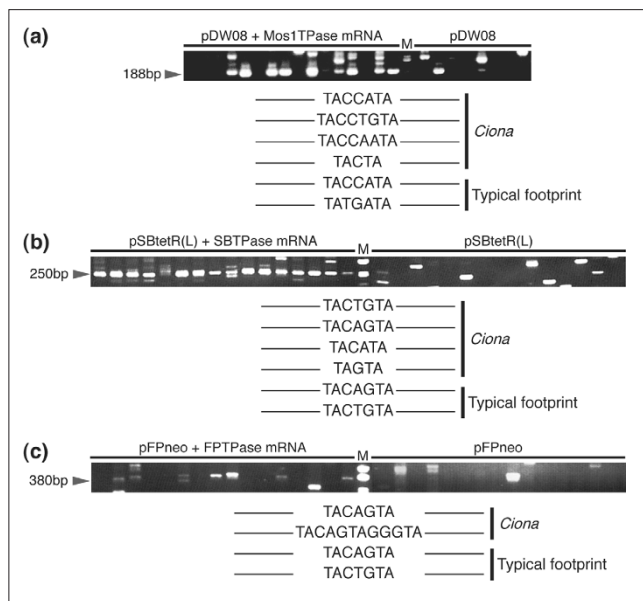 (a)
pDW08 + Mos1TPase mRNA M pDW08
188bp
TACCATA
TACCTGTA
TACCAATA
TACTA
Ciona
TACCATA
TATGATA
Typical footprint
(b)
pSBtetR(L) + SBTPase mRNA M pSBtetR(L)
250bp
TACTGTA
TACAGTA
TACATA
TAGTA
Ciona
TACAGTA
TACTGTA
Typical footprint
(c)
pFPneo + FPTPase mRNA M pFPneo
380bp
TACAGTA
TACAGTAGGGTA
Ciona
TACAGTA
TACTGTA
Typical footprint